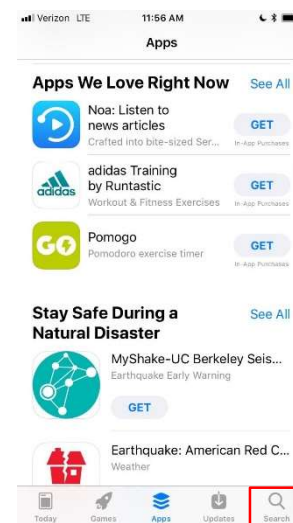 Verizon LTE 11:56 AM
Apps
Apps We Love Right Now See All
Noa: Listen to
news articles
Crafted into bite-sized Ser...
GET
In-App Purchases
adidas
adidas Training
by Runtastic
Workout & Fitness Exercises
GET
In-App Purchases
GO
Pomogo
Pomodoro exercise timer
GET
In-App Purchases
Stay Safe During a
Natural Disaster
See All
MyShake-UC Berkeley Seis...
Earthquake Early Warning
GET
Earthquake: American Red C...
Weather
Today Games Apps Updates Search